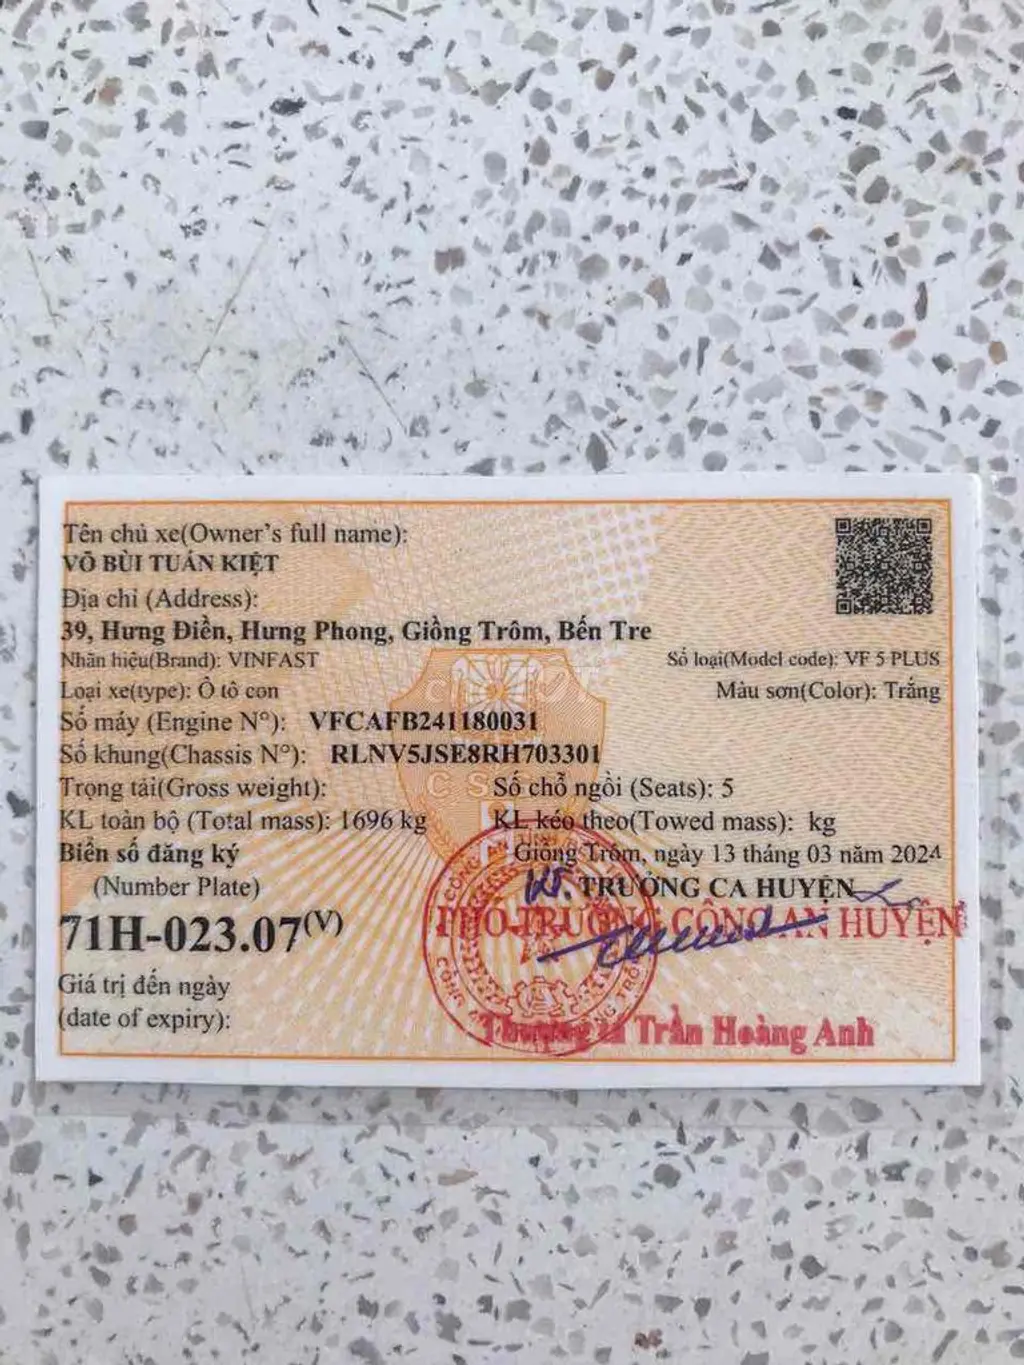 Tên chủ xe(Owner's full name):
VÕ BÙI TUẤN KIỆT
Địa chỉ (Address):
39, Hưng Điền, Hưng Phong, Giồng Trôm, Bến Tre
Nhãn hiệu(Brand): VINFAST Số loại(Model code): VF 5 PLUS
Loại xe(type): Ô tô con Màu sơn(Color): Trắng
Số máy (Engine N°): VFCAFB241180031
Số khung(Chassis N°): RLNV5JSE8RH703301
Trọng tải(Gross weight): Số chỗ ngồi (Seats): 5
KL toàn bộ (Total mass): 1696 kg KL kéo theo(Towed mass): kg
Biển số đăng ký Giồng Trôm, ngày 13 tháng 03 năm 2024
(Number Plate) KT. TRƯỞNG CA HUYỆN
71H-023.07(V) PHÓ TRƯỞNG CÔNG AN HUYỆN
Giá trị đến ngày
(date of expiry): Trần Hoàng Anh